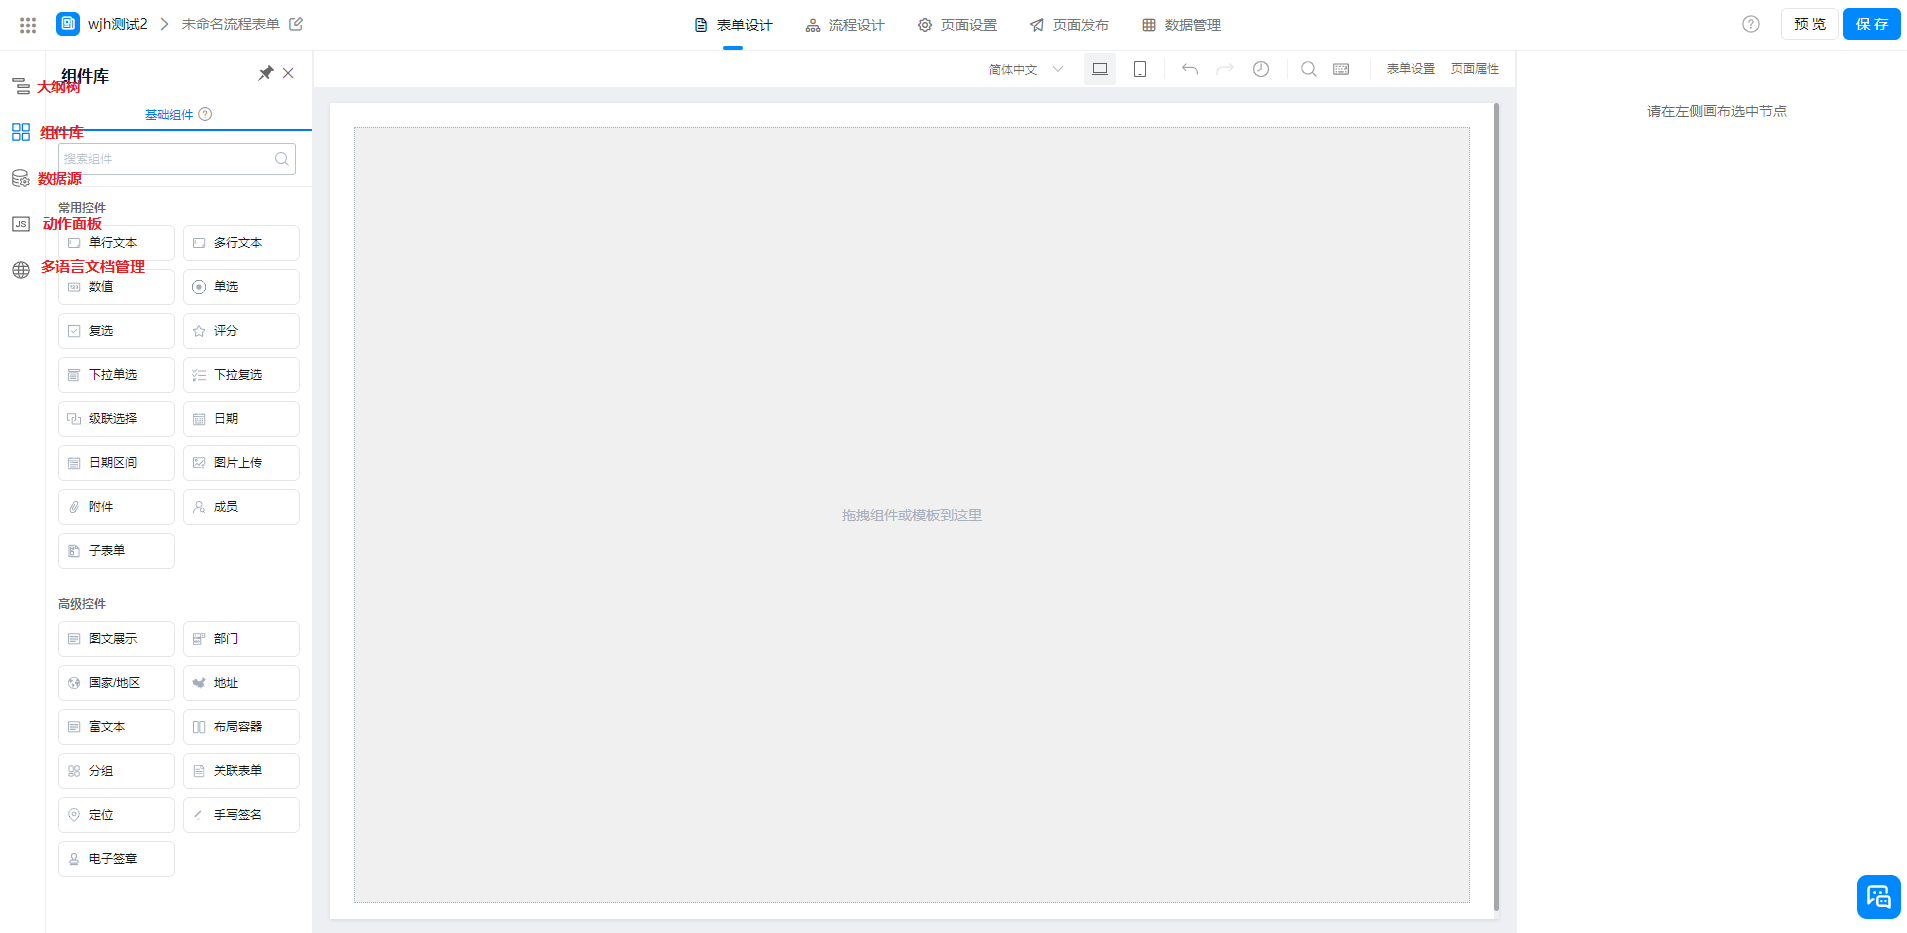 wjh测试2
未命名流程表单
表单设计
流程设计
页面设置
页面发布
数据管理
预 览
保 存
组件库
大纲树
组件库
数据源
动作面板
多语言文档管理
基础组件
搜索组件
常用控件
单行文本
多行文本
数值
单选
复选
评分
下拉单选
下拉复选
级联选择
日期
日期区间
图片上传
附件
成员
子表单
高级控件
图文展示
部门
国家/地区
地址
富文本
布局容器
分组
关联表单
定位
手写签名
电子签章
简体中文
表单设置
页面属性
拖拽组件或模板到这里
请在左侧画布选中节点
JS